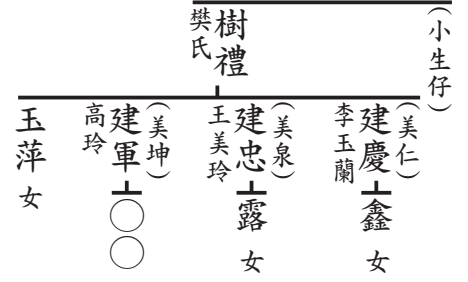 （小生仔）
樹禮
樊氏
（美仁）
建慶
李玉蘭
鑫 女
（美泉）
建忠
王美玲
露 女
（美坤）
建軍
高玲
○○
玉萍 女